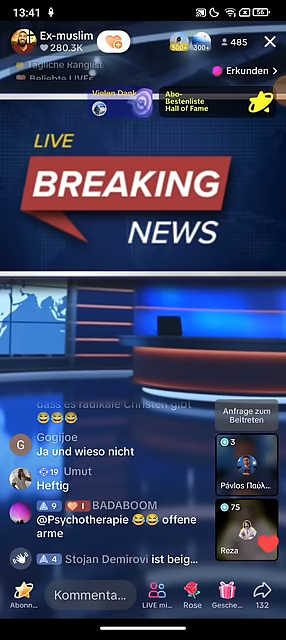 13:41
56
Ex-muslim
280.3K
300+
300+
485
Tägliche Rangliste
Erkunden
Beliebte LIVEs
Vielen Dank
Abo-
Bestenliste
Hall of Fame
LIVE
BREAKING
NEWS
dass es radikale Christen gibt
😂😂😂
Anfrage zum
Beitreten
G Gogijoe
Ja und wieso nicht
3
19 Umut
Heftig
Pávlos Παύλ...
9 1 BADABOOM
@Psychotherapie 😂😂 offene
arme
75
Reza
4 Stojan Demirovi ist beig...
Abonn...
Kommenta...
LIVE mi...
Rose
Gesche...
132